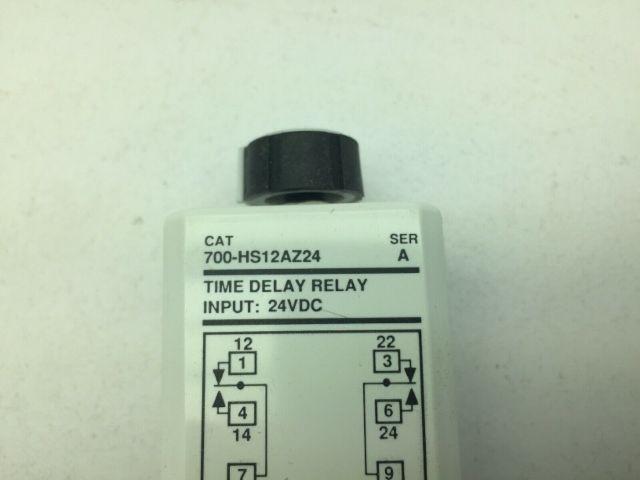 CAT SER
700-HS12AZ24 A
TIME DELAY RELAY
INPUT: 24VDC
12 22
1 3
4 6
14 24
7 9